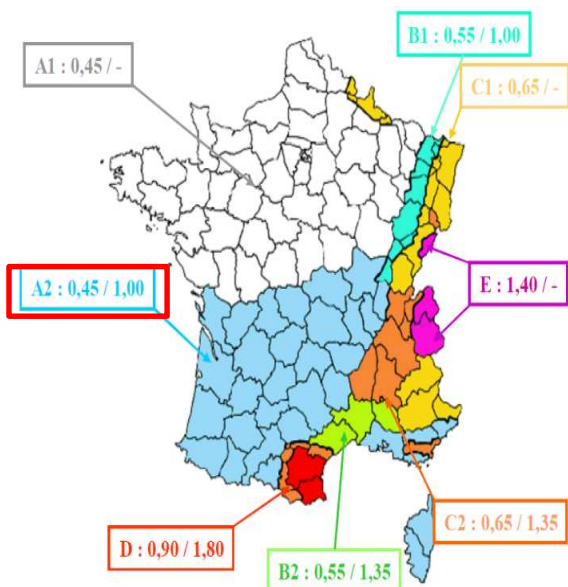 B1 : 0,55 / 1,00
A1 : 0,45 / -
C1 : 0,65 / -
A2 : 0,45 / 1,00
E : 1,40 / -
C2 : 0,65 / 1,35
D : 0,90 / 1,80
B2 : 0,55 / 1,35